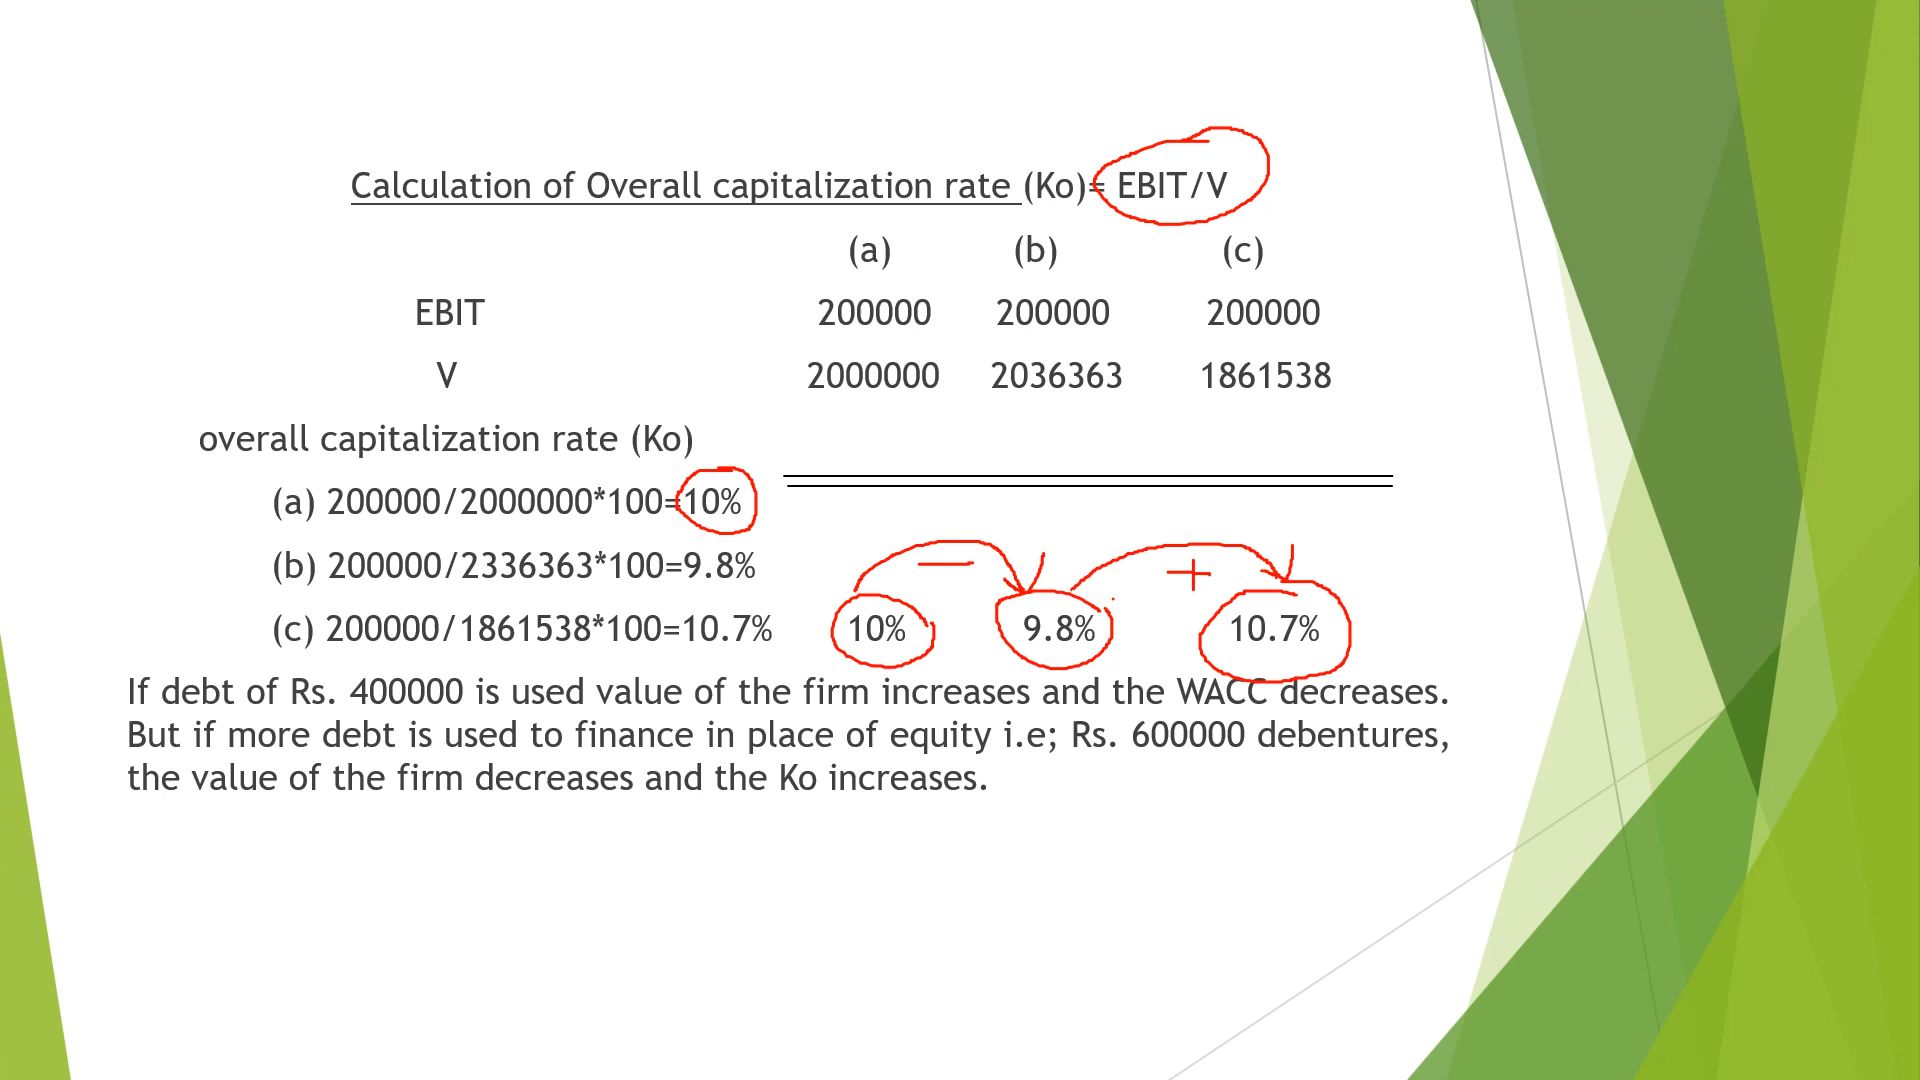 Calculation of Overall capitalization rate (Ko)= EBIT/V
(a) (b) (c)
EBIT 200000 200000 200000
V 2000000 2036363 1861538
overall capitalization rate (Ko)
(a) 200000/2000000*100=10%
(b) 200000/2336363*100=9.8%
(c) 200000/1861538*100=10.7% 10% 9.8% 10.7%
If debt of Rs. 400000 is used value of the firm increases and the WACC decreases.
But if more debt is used to finance in place of equity i.e; Rs. 600000 debentures,
the value of the firm decreases and the Ko increases.